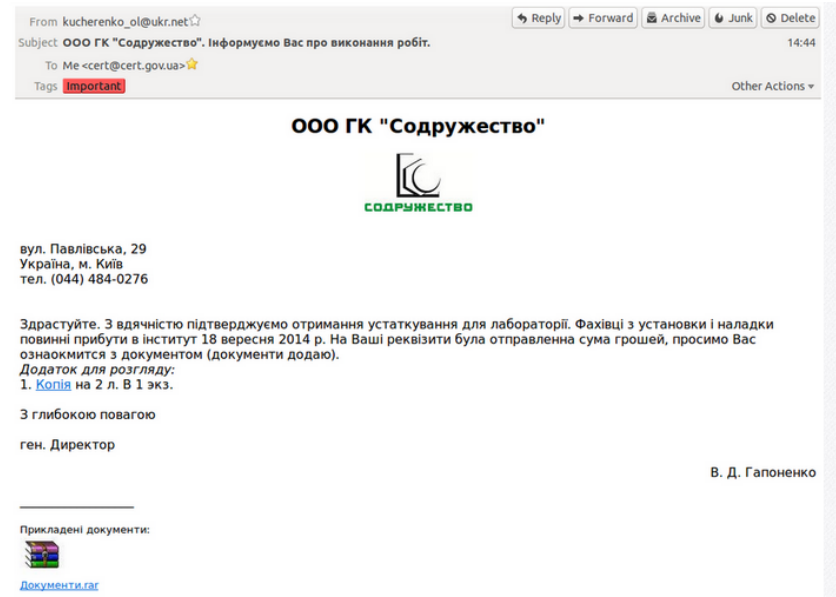 From kucherenko_ol@ukr.net
Reply Forward Archive Junk Delete
Subject ООО ГК "Содружество". Інформуємо Вас про виконання робіт.
14:44
To Me <cert@cert.gov.ua>
Tags Important
Other Actions
ООО ГК "Содружество"
СОДРУЖЕСТВО
вул. Павлівська, 29
Україна, м. Київ
тел. (044) 484-0276
Здрастуйте. З вдячністю підтверджуємо отримання устаткування для лабораторії. Фахівці з установки і наладки
повинні прибути в інститут 18 вересня 2014 р. На Ваші реквізити була отправленна сума грошей, просимо Вас
ознаокмится з документом (документи додаю).
Додаток для розгляду:
1. Копія на 2 л. В 1 экз.
З глибокою повагою
ген. Директор
В. Д. Гапоненко
Прикладені документи:
Документи.rar